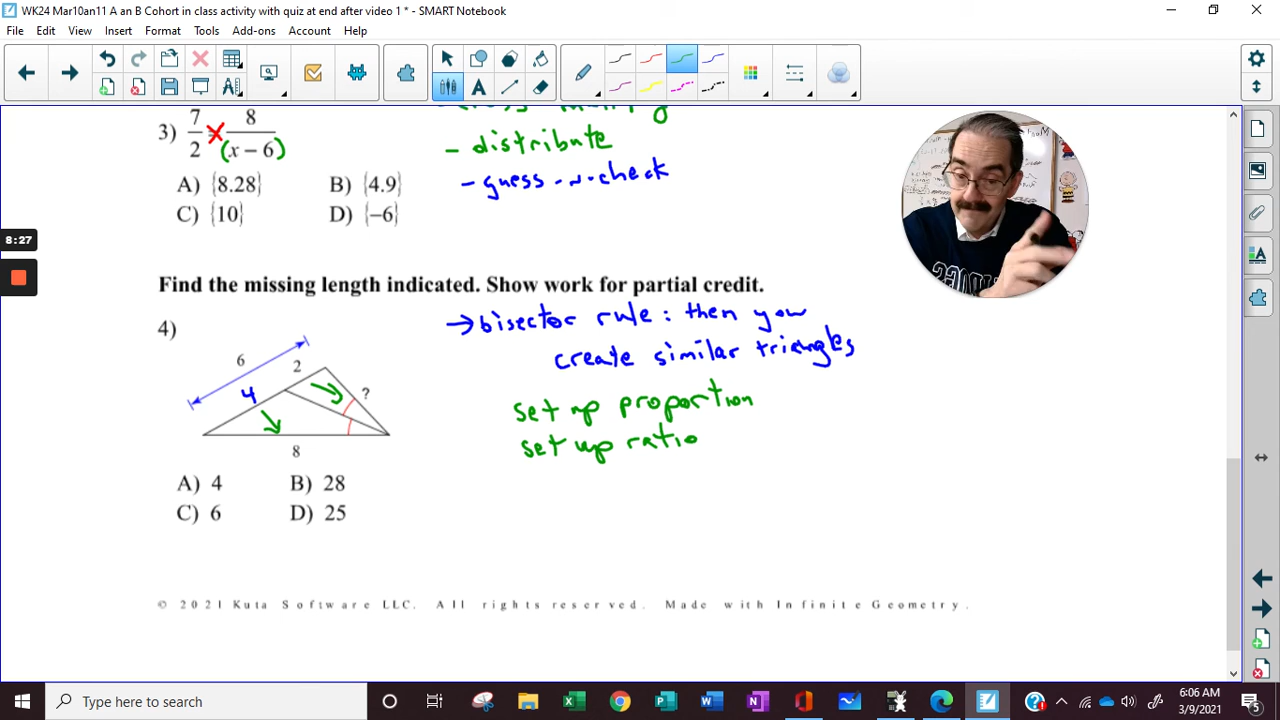 WK24 Mar10an11 A an B Cohort in class activity with quiz at end after video 1 * - SMART Notebook
File Edit View Insert Format Tools Add-ons Account Help
3) 7/2 = 8/(x − 6)
- distribute
- guess-n-check
A) {8.28} B) {4.9}
C) {10} D) {−6}
8:27
Find the missing length indicated. Show work for partial credit.
4)
→ bisector rule: then you
create similar triangles
6
2
4
?
8
set up proportion
set up ratio
A) 4 B) 28
C) 6 D) 25
© 2021 Kuta Software LLC. All rights reserved. Made with Infinite Geometry.
Type here to search
6:06 AM
3/9/2021
5